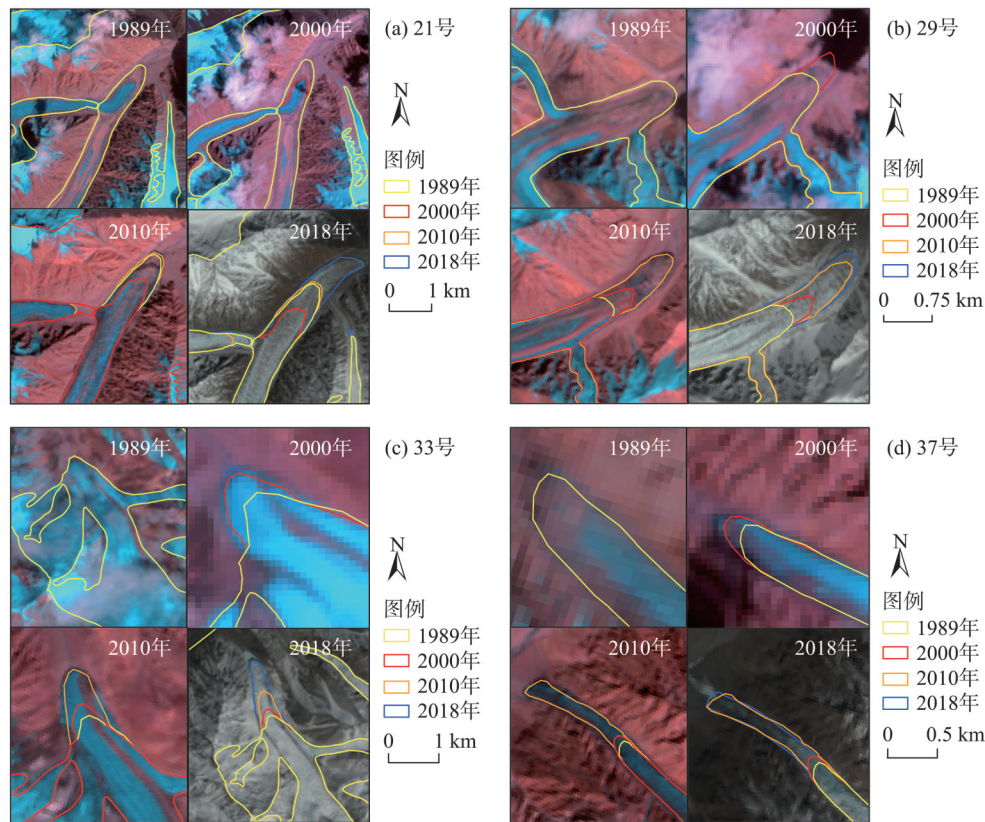 1989年
2000年
(a) 21号
N
图例
1989年
2000年
2010年
2018年
0 1 km
2010年
2018年
1989年
2000年
(b) 29号
N
图例
1989年
2000年
2010年
2018年
0 0.75 km
2010年
2018年
1989年
2000年
(c) 33号
N
图例
1989年
2000年
2010年
2018年
0 1 km
2010年
2018年
1989年
2000年
(d) 37号
N
图例
1989年
2000年
2010年
2018年
0 0.5 km
2010年
2018年